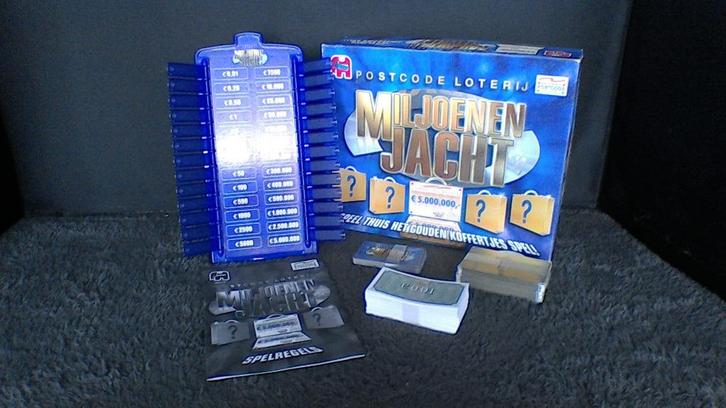 MILJOENEN
JACHT
€ 0,01 € 7500
€ 0,20 € 10.000
€ 0,50
€ 1
€ 50 € 300.000
€ 100 € 400.000
€ 500 € 500.000
€ 1000 € 1.000.000
€ 2500 € 2.500.000
€ 5000 € 5.000.000
POSTCODE LOTERIJ
MILJOENEN
JACHT
? ? ? ?
€ 5.000.000,-
SPEEL THUIS HET GOUDEN KOFFERTJES SPEL!
MILJOENEN
JACHT
? ?
SPELREGELS